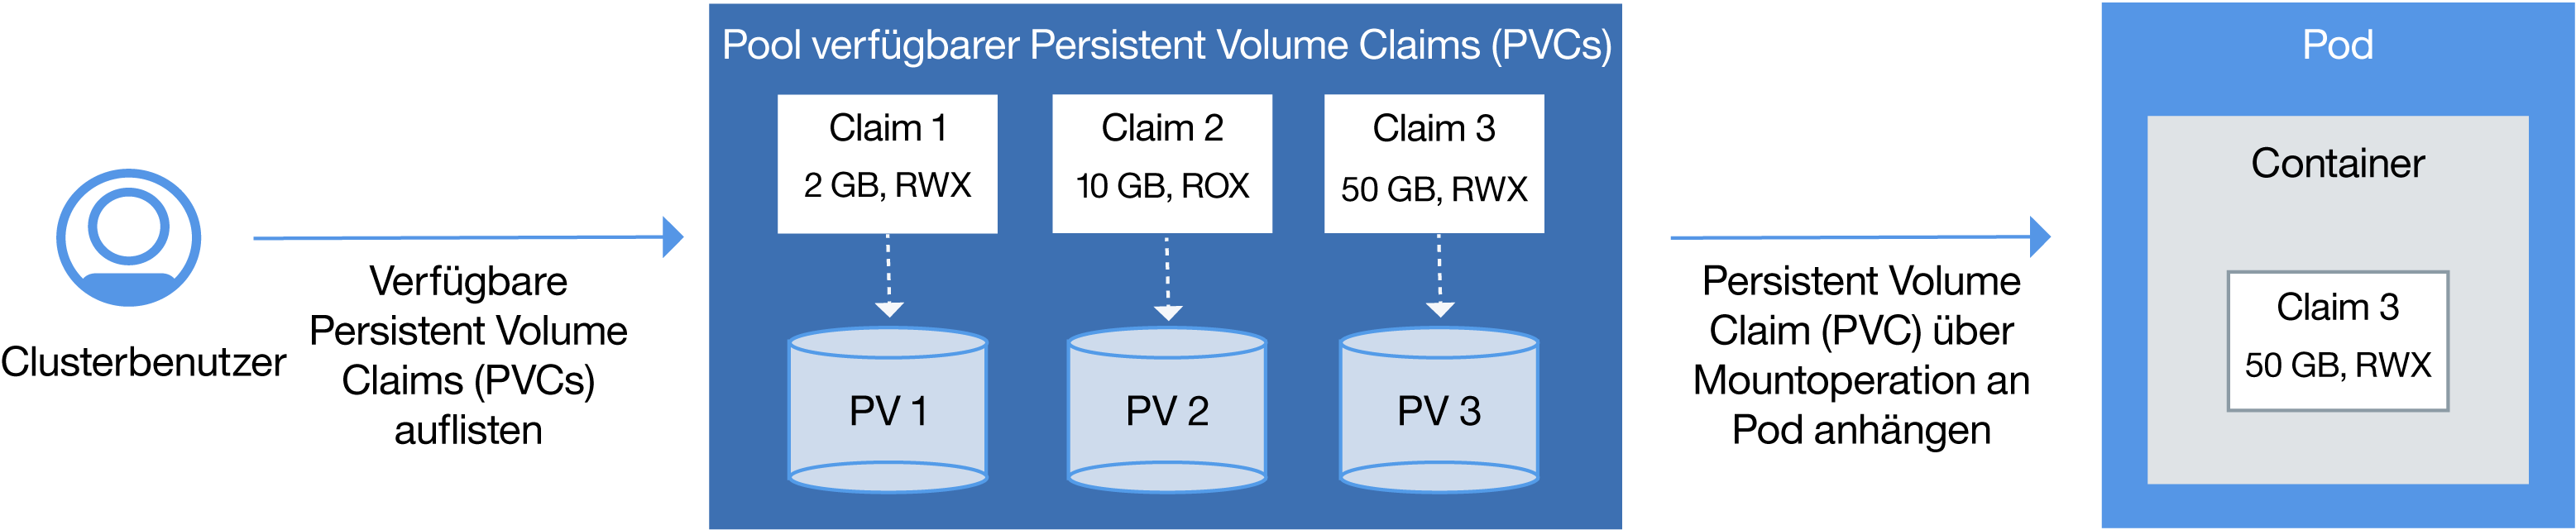 Clusterbenutzer
Verfügbare
Persistent Volume
Claims (PVCs)
auflisten
Pool verfügbarer Persistent Volume Claims (PVCs)
Claim 1
2 GB, RWX
Claim 2
10 GB, ROX
Claim 3
50 GB, RWX
PV 1
PV 2
PV 3
Persistent Volume
Claim (PVC) über
Mountoperation an
Pod anhängen
Pod
Container
Claim 3
50 GB, RWX